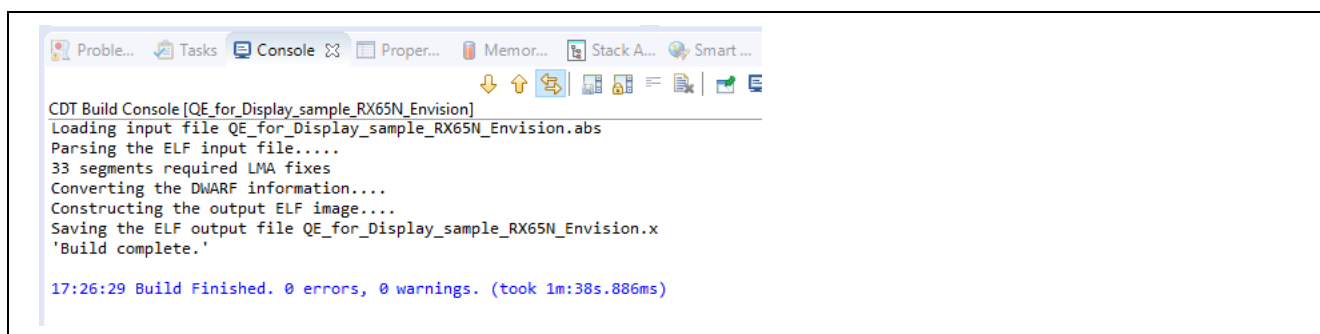 Proble... Tasks Console Proper... Memor... Stack A... Smart ...
CDT Build Console [QE_for_Display_sample_RX65N_Envision]
Loading input file QE_for_Display_sample_RX65N_Envision.abs
Parsing the ELF input file.....
33 segments required LMA fixes
Converting the DWARF information....
Constructing the output ELF image....
Saving the ELF output file QE_for_Display_sample_RX65N_Envision.x
'Build complete.'
17:26:29 Build Finished. 0 errors, 0 warnings. (took 1m:38s.886ms)